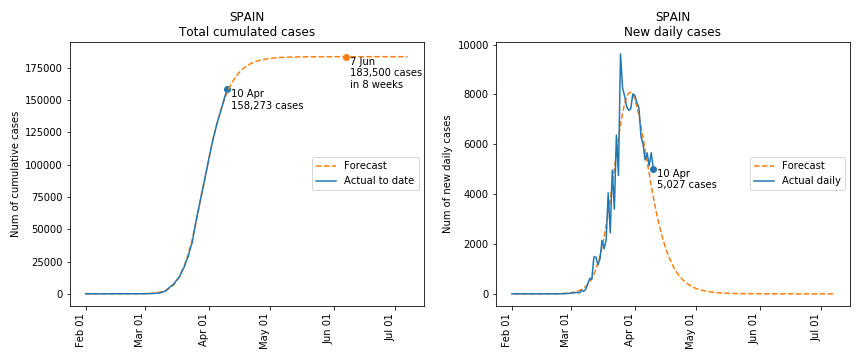 SPAIN
Total cumulated cases
Num of cumulative cases
175000
150000
125000
100000
75000
50000
25000
0
7 Jun
183,500 cases
in 8 weeks
10 Apr
158,273 cases
Forecast
Actual to date
Feb 01
Mar 01
Apr 01
May 01
Jun 01
Jul 01
SPAIN
New daily cases
Num of new daily cases
10000
8000
6000
4000
2000
0
10 Apr
5,027 cases
Forecast
Actual daily
Feb 01
Mar 01
Apr 01
May 01
Jun 01
Jul 01